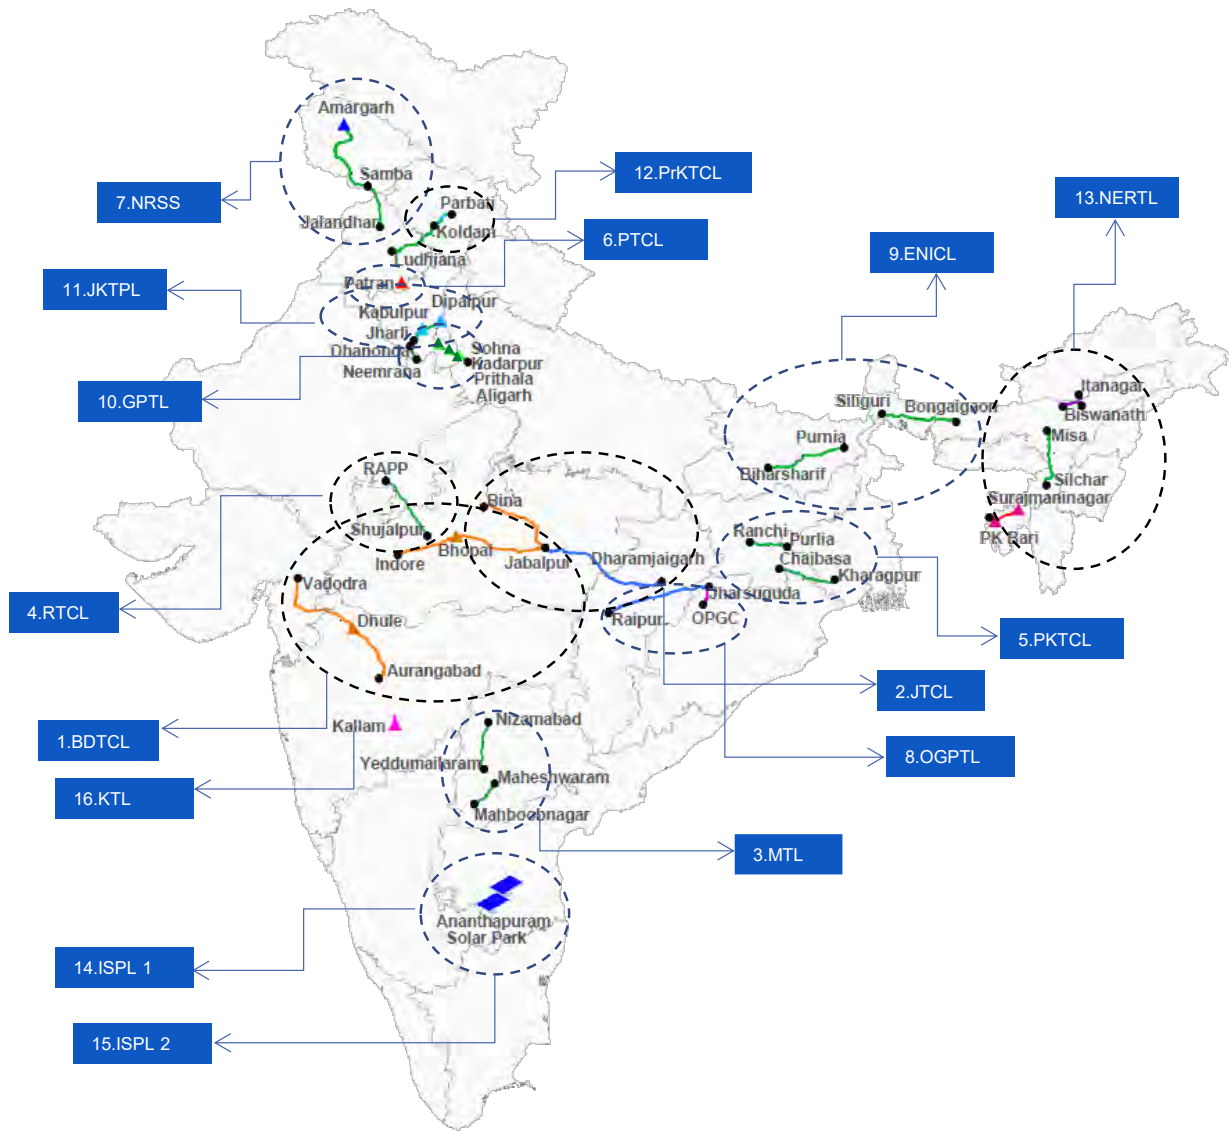 Amargarh
12.PrKTCL
Samba
7.NRSS
Parbati
13.NERTL
Jalandhar
Koldam
6.PTCL
9.ENICL
Ludhiana
Patran
11.JKTPL
Dipalpur
Kabulpur
Jharli
Dhanonda
Sohna
Neemrana
Kadarpur
Prithala
Aligarh
10.GPTL
Itanagar
Siliguri
Bongaigaon
Biswanath
Purnia
Misa
RAPP
Biharsharif
Silchar
Surajmaninagar
Bina
Shujalpur
Ranchi
Purlia
PK Bari
Bhopal
Indore
Jabalpur
Dharamjaigarh
Chaibasa
Kharagpur
Vadodra
Jharsuguda
4.RTCL
Dhule
Raipur
OPGC
5.PKTCL
Aurangabad
2.JTCL
Kallam
Nizamabad
1.BDTCL
8.OGPTL
Yeddumailaram
Maheshwaram
16.KTL
Mahboobnagar
3.MTL
Ananthapuram
Solar Park
14.ISPL 1
15.ISPL 2